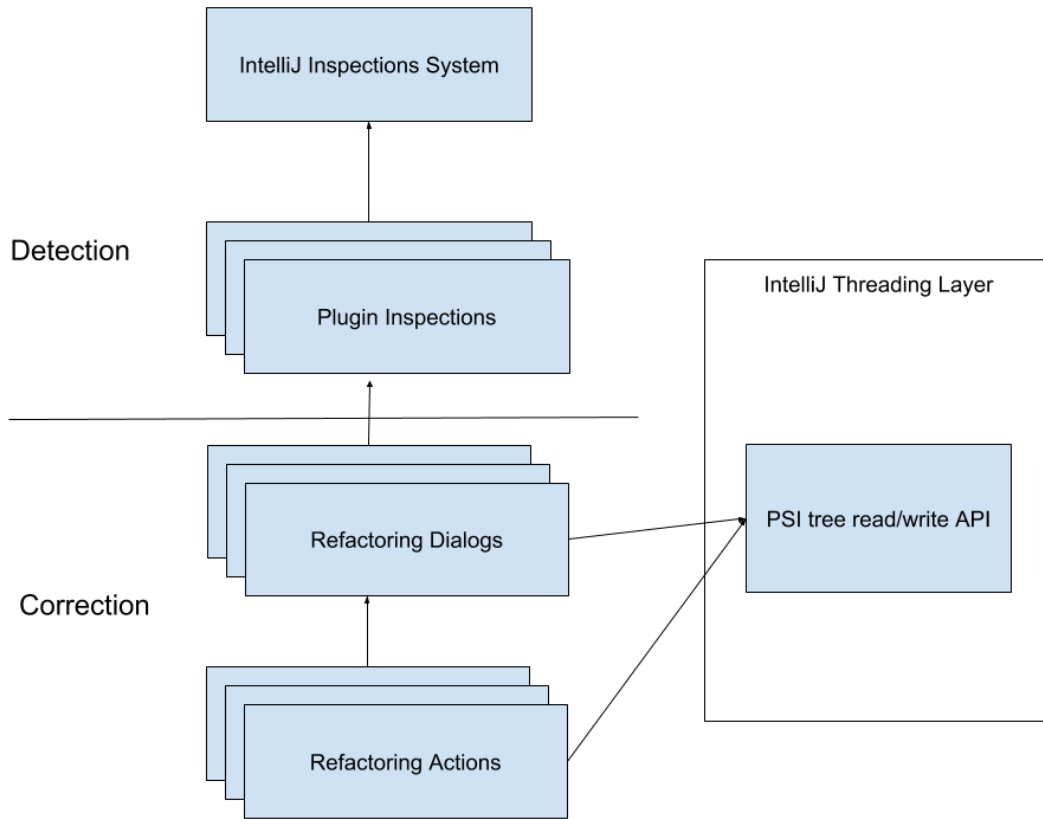 IntelliJ Inspections System
Detection
Plugin Inspections
IntelliJ Threading Layer
Refactoring Dialogs
PSI tree read/write API
Correction
Refactoring Actions